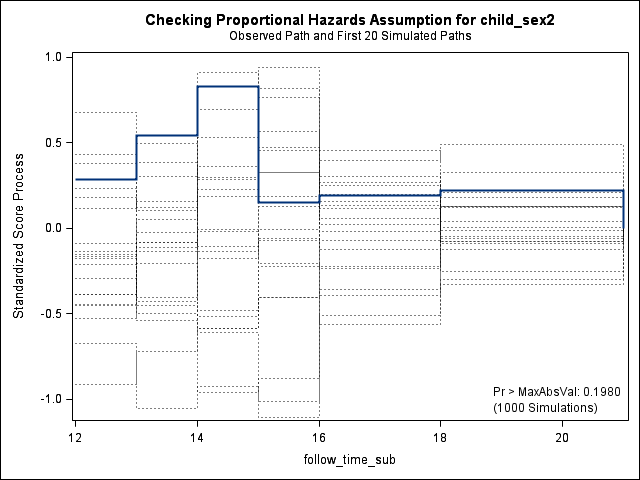 Checking Proportional Hazards Assumption for child_sex2
Observed Path and First 20 Simulated Paths
Standardized Score Process
1.0
0.5
0.0
-0.5
-1.0
Pr > MaxAbsVal: 0.1980
(1000 Simulations)
12 14 16 18 20
follow_time_sub